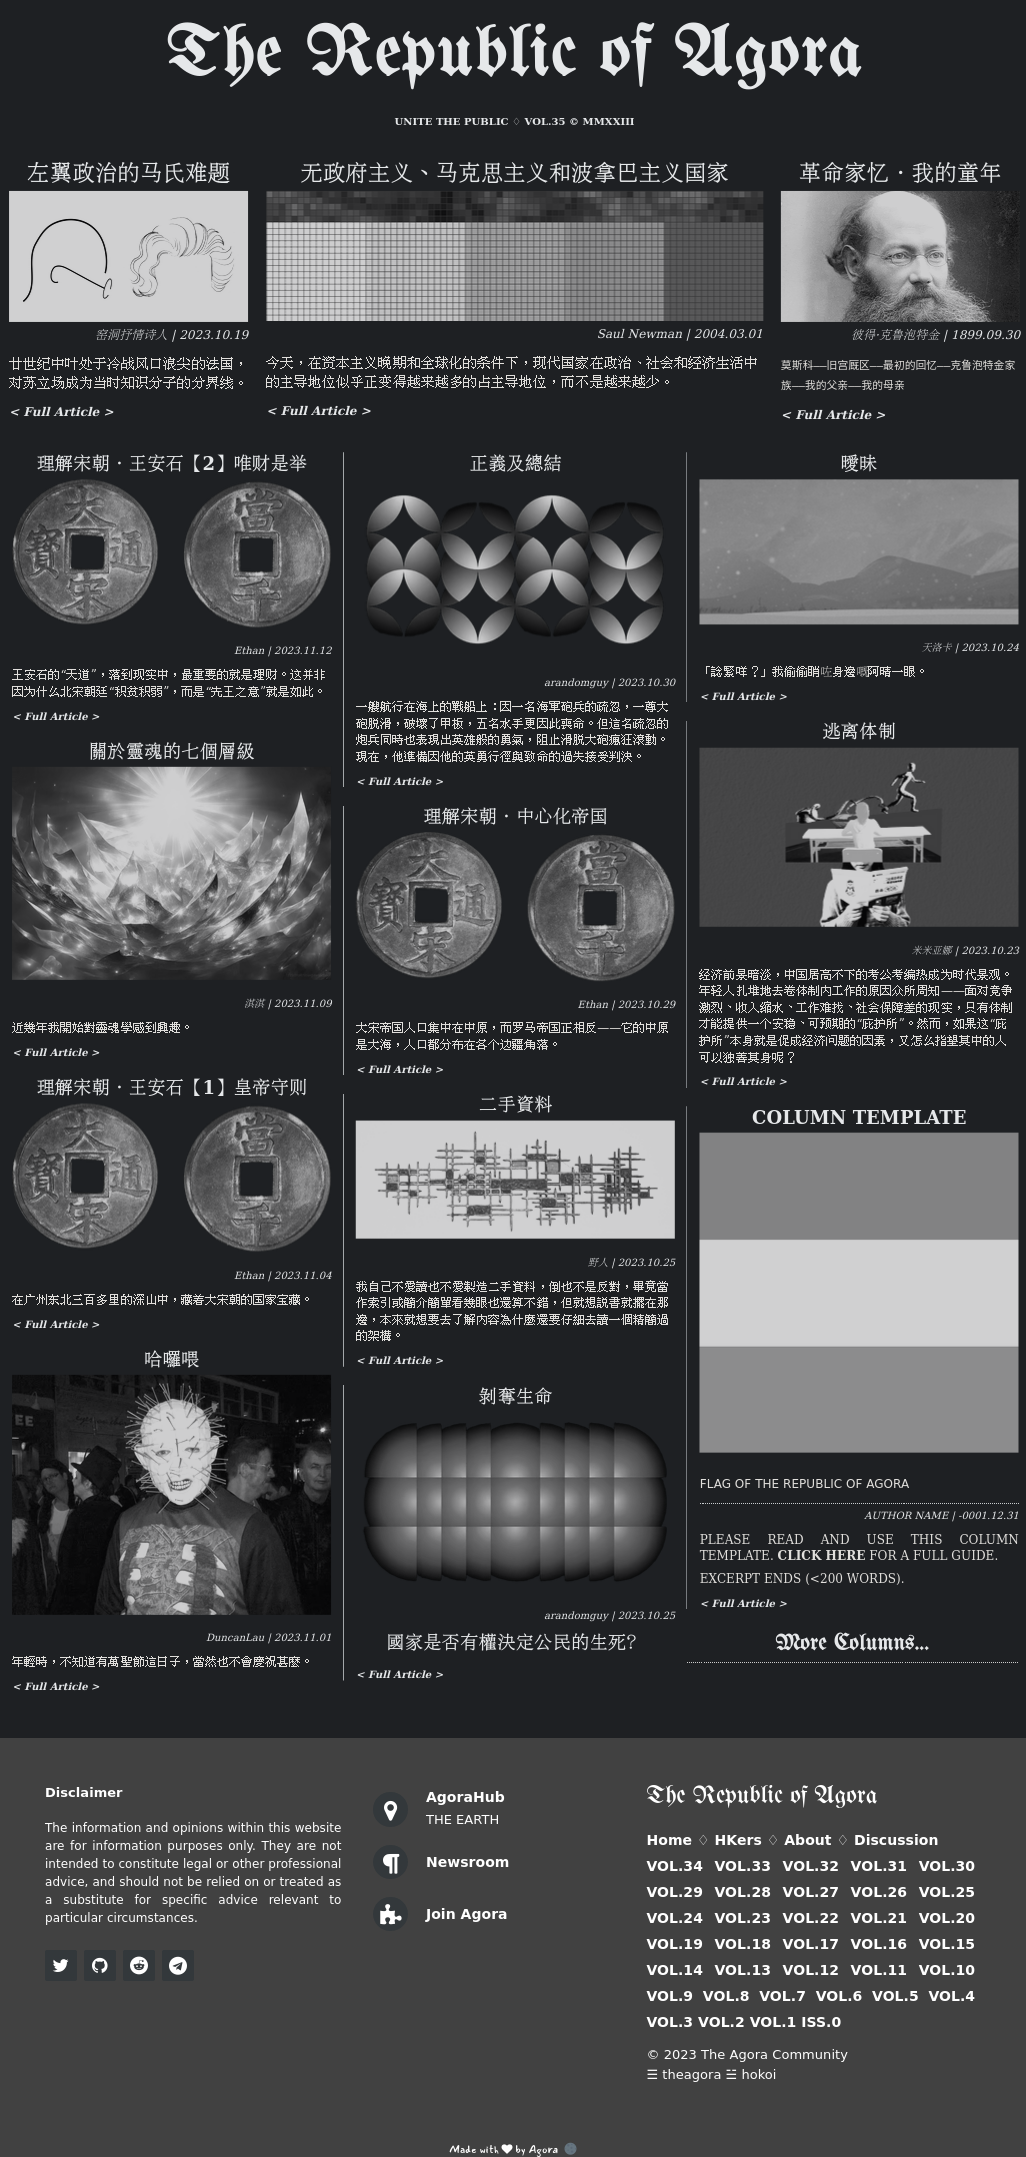 The Republic of Agora
UNITE THE PUBLIC ♢ VOL.35 © MMXXIII
左翼政治的马氏难题
窑洞抒情诗人 | 2023.10.19
廿世纪中叶处于冷战风口浪尖的法国，
对苏立场成为当时知识分子的分界线。
< Full Article >
无政府主义、马克思主义和波拿巴主义国家
Saul Newman | 2004.03.01
今天，在资本主义晚期和全球化的条件下，现代国家在政治、社会和经济生活中
的主导地位似乎正变得越来越多的占主导地位，而不是越来越少。
< Full Article >
革命家忆·我的童年
彼得·克鲁泡特金 | 1899.09.30
莫斯科—旧宫厩区—最初的回忆—克鲁泡特金家
族—我的父亲—我的母亲
< Full Article >
理解宋朝·王安石【2】唯财是举
Ethan | 2023.11.12
王安石的“天道”，落到现实中，最重要的就是理财。这并非
因为什么北宋朝廷“积贫积弱”，而是“先王之意”就是如此。
< Full Article >
關於靈魂的七個層級
淇淇 | 2023.11.09
近幾年我開始對靈魂學感到興趣。
< Full Article >
理解宋朝·王安石【1】皇帝守则
Ethan | 2023.11.04
在广州东北三百多里的深山中，藏着大宋朝的国家宝藏。
< Full Article >
哈囉喂
DuncanLau | 2023.11.01
年輕時，不知道有萬聖節這日子，當然也不會慶祝甚麼。
< Full Article >
正義及總結
arandomguy | 2023.10.30
一艘航行在海上的戰船上：因一名海軍砲兵的疏忽，一尊大
砲脱滑，破壞了甲板，五名水手更因此喪命。但這名疏忽的
炮兵同時也表現出英雄般的勇氣，阻止滑脱大砲瘋狂滾動。
現在，他準備因他的英勇行徑與致命的過失接受判決。
< Full Article >
理解宋朝·中心化帝国
Ethan | 2023.10.29
大宋帝国人口集中在中原，而罗马帝国正相反——它的中原
是大海，人口都分布在各个边疆角落。
< Full Article >
二手資料
野人 | 2023.10.25
我自己不愛讀也不愛製造二手資料，倒也不是反對，畢竟當
作索引或簡介簡單看幾眼也還算不錯，但就想説書就擺在那
邊，本來就想要去了解內容為什麼還要仔細去讀一個精簡過
的架構。
< Full Article >
剝奪生命
arandomguy | 2023.10.25
國家是否有權決定公民的生死？
< Full Article >
曖昧
天洛卡 | 2023.10.24
「諗緊咩？」我偷偷瞄咗身邊嘅阿晴一眼。
< Full Article >
逃离体制
米米亚娜 | 2023.10.23
经济前景暗淡，中国居高不下的考公考编热成为时代景观。
年轻人扎堆地去卷体制内工作的原因众所周知——面对竞争
激烈、收入缩水、工作难找、社会保障差的现实，只有体制
才能提供一个安稳、可预期的“庇护所”。然而，如果这“庇
护所”本身就是促成经济问题的因素，又怎么指望其中的人
可以独善其身呢？
< Full Article >
COLUMN TEMPLATE
FLAG OF THE REPUBLIC OF AGORA
AUTHOR NAME | -0001.12.31
PLEASE READ AND USE THIS COLUMN
TEMPLATE. CLICK HERE FOR A FULL GUIDE.
EXCERPT ENDS (<200 WORDS).
< Full Article >
More Columns...
Disclaimer
The information and opinions within this website
are for information purposes only. They are not
intended to constitute legal or other professional
advice, and should not be relied on or treated as
a substitute for specific advice relevant to
particular circumstances.
AgoraHub
THE EARTH
Newsroom
Join Agora
The Republic of Agora
Home ♢ HKers ♢ About ♢ Discussion
VOL.34 VOL.33 VOL.32 VOL.31 VOL.30
VOL.29 VOL.28 VOL.27 VOL.26 VOL.25
VOL.24 VOL.23 VOL.22 VOL.21 VOL.20
VOL.19 VOL.18 VOL.17 VOL.16 VOL.15
VOL.14 VOL.13 VOL.12 VOL.11 VOL.10
VOL.9 VOL.8 VOL.7 VOL.6 VOL.5 VOL.4
VOL.3 VOL.2 VOL.1 ISS.0
© 2023 The Agora Community
☰ theagora ☱ hokoi
Made with ♥ by Agora